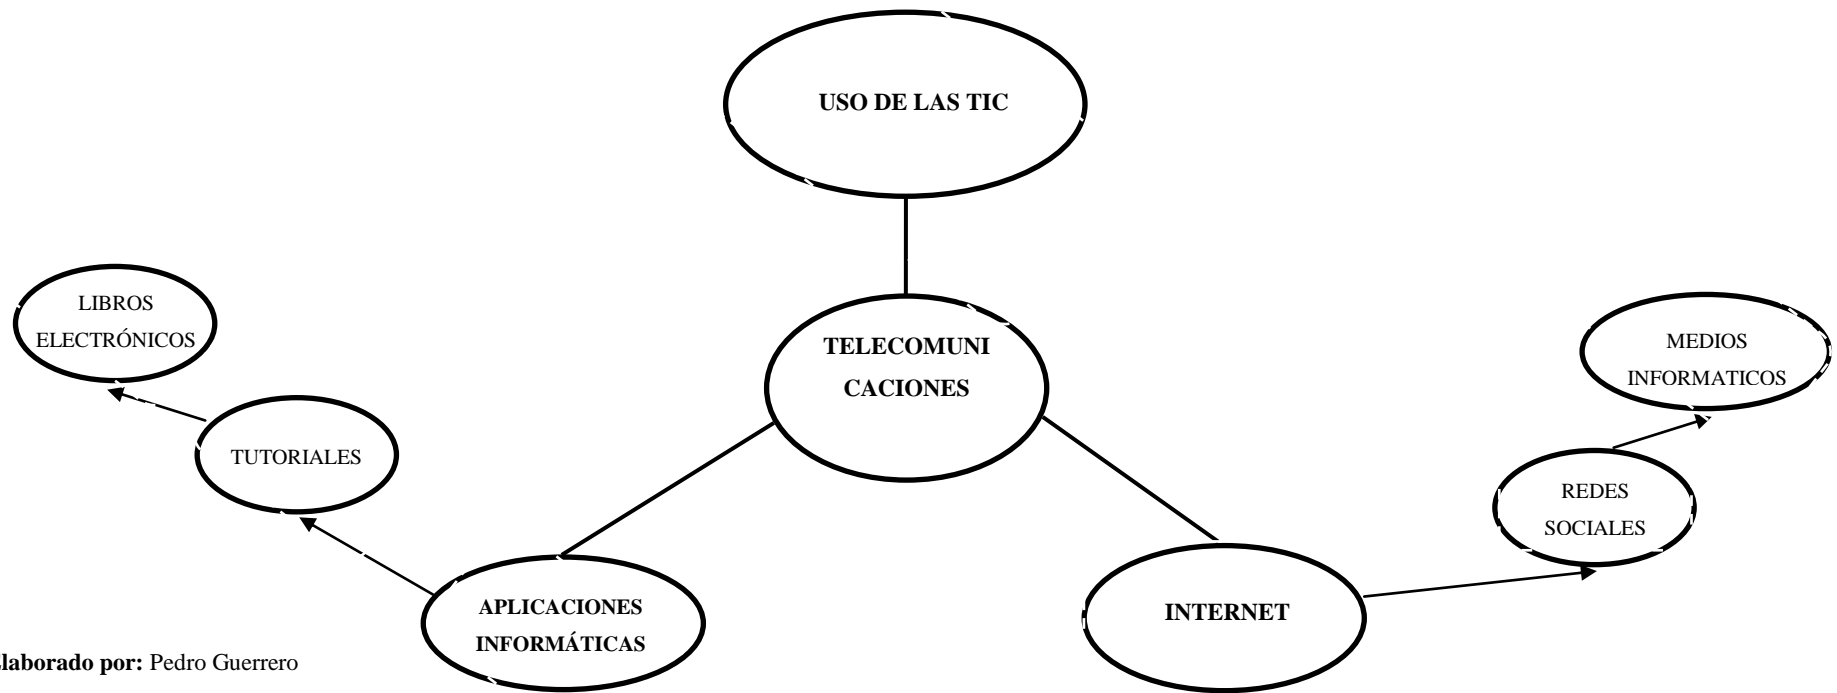 USO DE LAS TIC
LIBROS
ELECTRÓNICOS
TELECOMUNI
CACIONES
MEDIOS
INFORMATICOS
TUTORIALES
REDES
SOCIALES
APLICACIONES
INFORMÁTICAS
INTERNET
laborado por: Pedro Guerrero